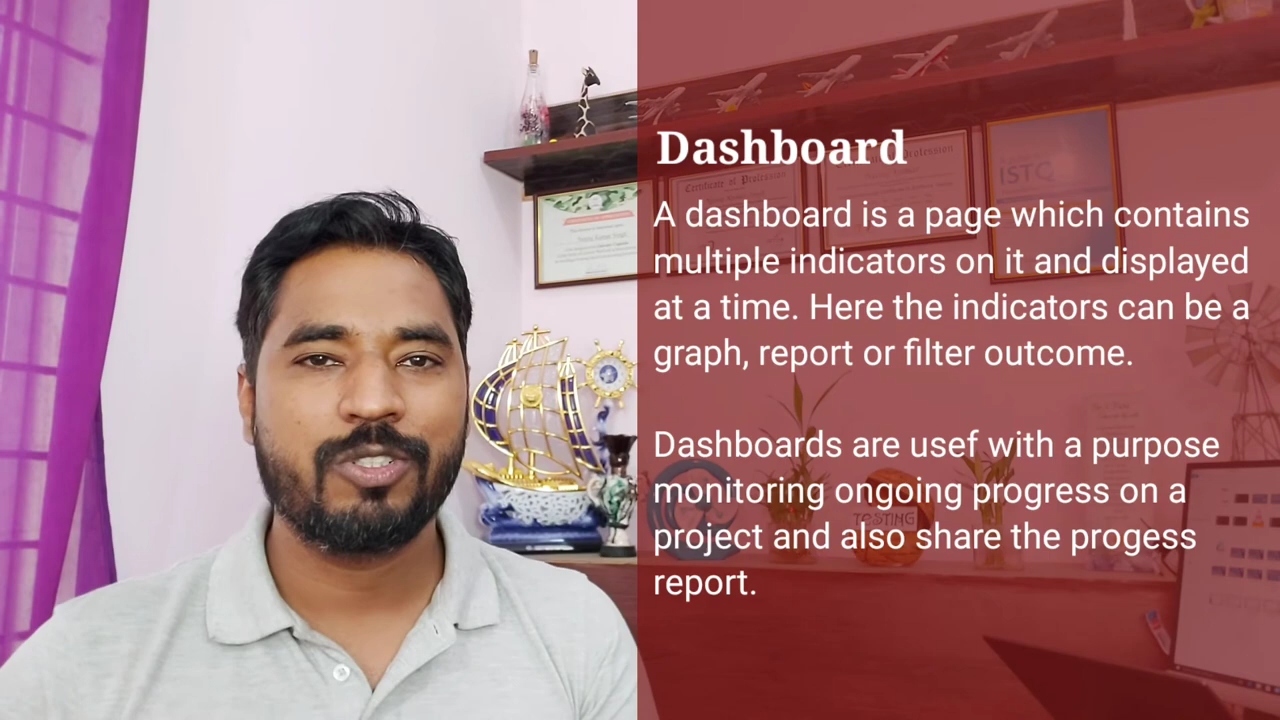 Dashboard
A dashboard is a page which contains
multiple indicators on it and displayed
at a time. Here the indicators can be a
graph, report or filter outcome.
Dashboards are usef with a purpose
monitoring ongoing progress on a
project and also share the progess
report.
Certificate of Profession
Profession
ISTQ
TESTING